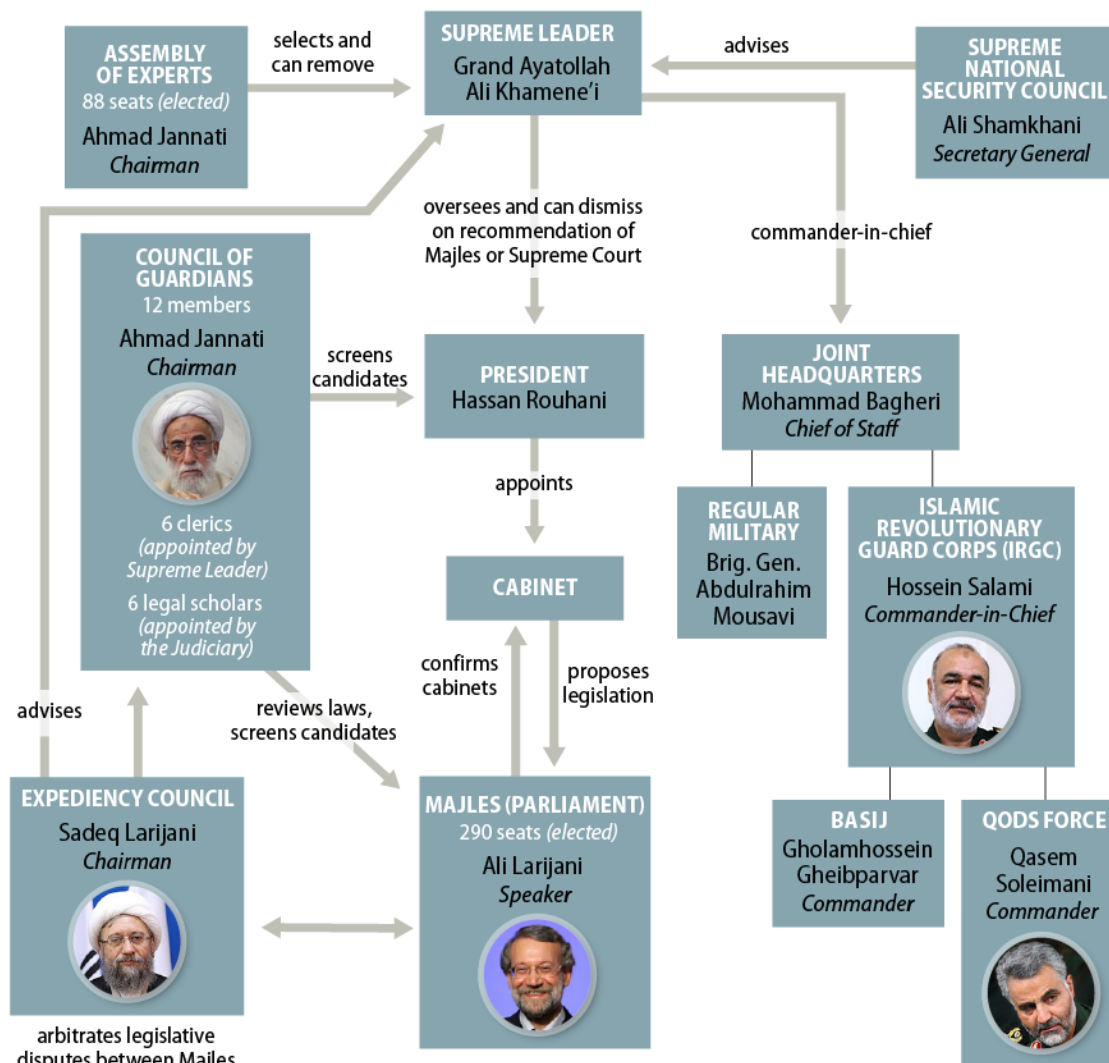 ASSEMBLY
OF EXPERTS
88 seats (elected)
Ahmad Jannati
Chairman
selects and
can remove
SUPREME LEADER
Grand Ayatollah
Ali Khamene’i
advises
SUPREME
NATIONAL
SECURITY COUNCIL
Ali Shamkhani
Secretary General
oversees and can dismiss
on recommendation of
Majles or Supreme Court
commander-in-chief
COUNCIL OF
GUARDIANS
12 members
Ahmad Jannati
Chairman
6 clerics
(appointed by
Supreme Leader)
6 legal scholars
(appointed by
the Judiciary)
screens
candidates
PRESIDENT
Hassan Rouhani
JOINT
HEADQUARTERS
Mohammad Bagheri
Chief of Staff
appoints
REGULAR
MILITARY
Brig. Gen.
Abdulrahim
Mousavi
ISLAMIC
REVOLUTIONARY
GUARD CORPS (IRGC)
Hossein Salami
Commander-in-Chief
CABINET
confirms
cabinets
proposes
legislation
advises
reviews laws,
screens candidates
EXPEDIENCY COUNCIL
Sadeq Larijani
Chairman
MAJLES (PARLIAMENT)
290 seats (elected)
Ali Larijani
Speaker
BASIJ
Gholamhossein
Gheibparvar
Commander
QODS FORCE
Qasem
Soleimani
Commander
arbitrates legislative
disputes between Majles